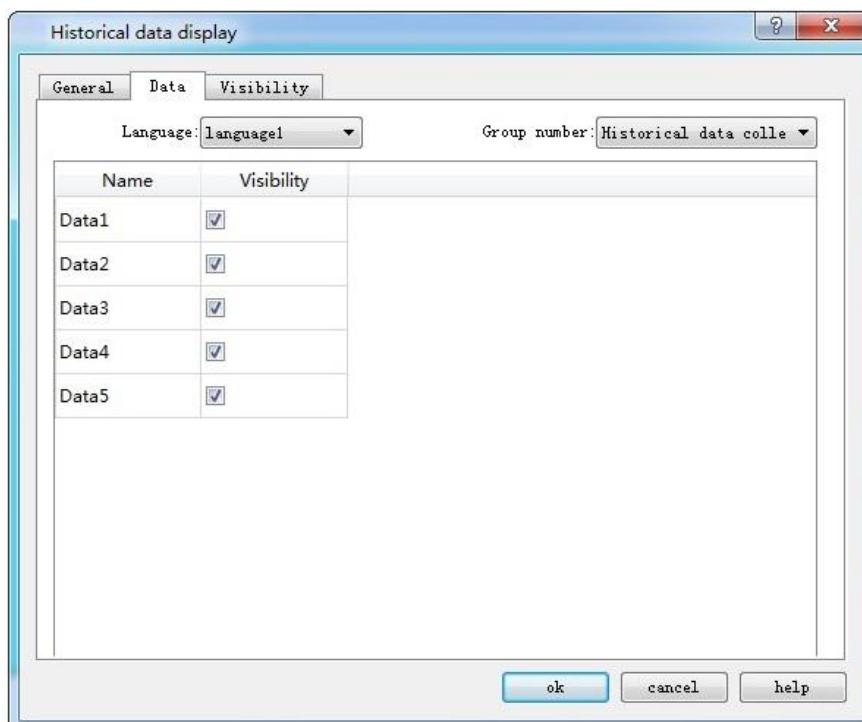 Historical data display
General Data Visibility
Language: language1 Group number: Historical data colle
Name Visibility
Data1
Data2
Data3
Data4
Data5
ok cancel help